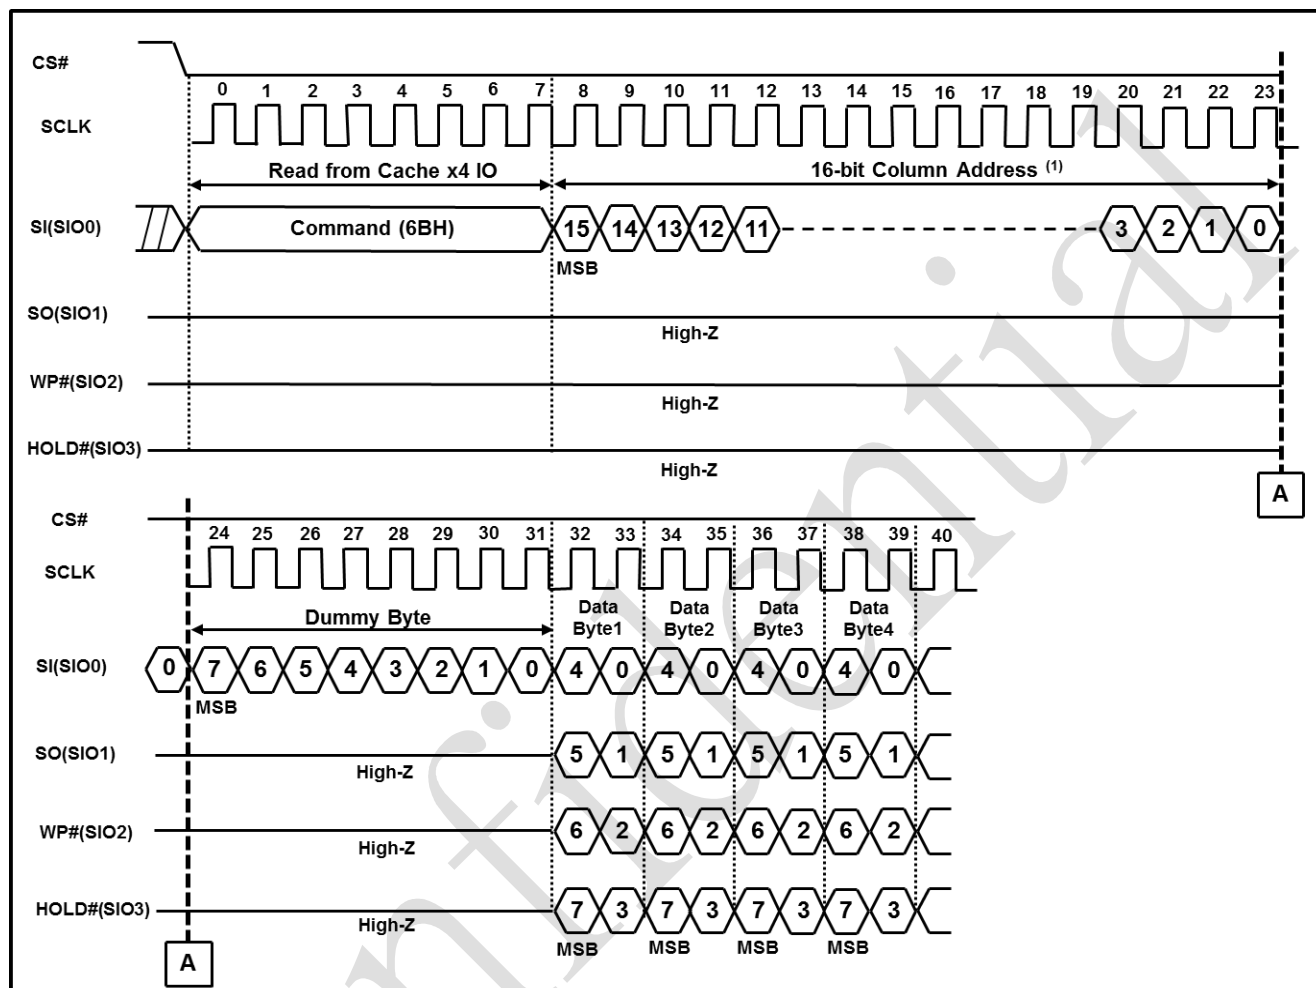 CS#
0 1 2 3 4 5 6 7 8 9 10 11 12 13 14 15 16 17 18 19 20 21 22 23
SCLK
Read from Cache x4 IO 16-bit Column Address (1)
SI(SIO0) Command (6BH) 15 14 13 12 11 3 2 1 0
MSB
SO(SIO1)
High-Z
WP#(SIO2)
High-Z
HOLD#(SIO3)
High-Z
A
CS#
24 25 26 27 28 29 30 31 32 33 34 35 36 37 38 39 40
SCLK
Dummy Byte Data Byte1 Data Byte2 Data Byte3 Data Byte4
SI(SIO0) 0 7 6 5 4 3 2 1 0 4 0 4 0 4 0 4 0
MSB
SO(SIO1) High-Z 5 1 5 1 5 1 5 1
WP#(SIO2) High-Z 6 2 6 2 6 2 6 2
HOLD#(SIO3) High-Z 7 3 7 3 7 3 7 3
MSB MSB MSB MSB
A
nfidential